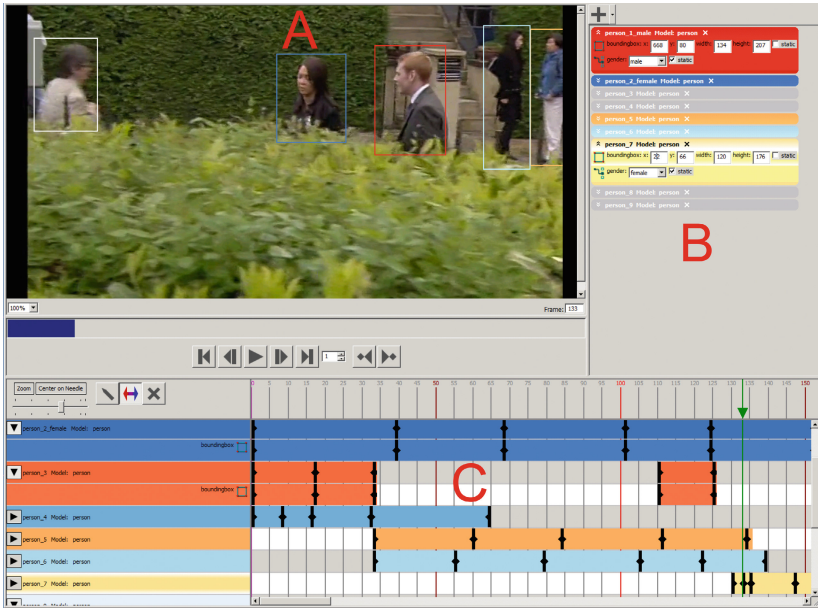 A
100%
Frame: 133
1
person_1_male Model: person
boundingbox: x: 668 y: 80 width: 134 height: 207 static
gender: male static
person_2_female Model: person
person_3 Model: person
person_4 Model: person
person_5 Model: person
person_6 Model: person
person_7 Model: person
boundingbox: x: 22 y: 66 width: 120 height: 176 static
gender: female static
person_8 Model: person
person_9 Model: person
B
Zoom Center on Needle
0 5 10 15 20 25 30 35 40 45 50 55 60 65 70 75 80 85 90 95 100 105 110 115 120 125 130 135 140 145 150
person_2_female Model: person
boundingbox
person_3 Model: person
boundingbox
C
person_4 Model: person
person_5 Model: person
person_6 Model: person
person_7 Model: person